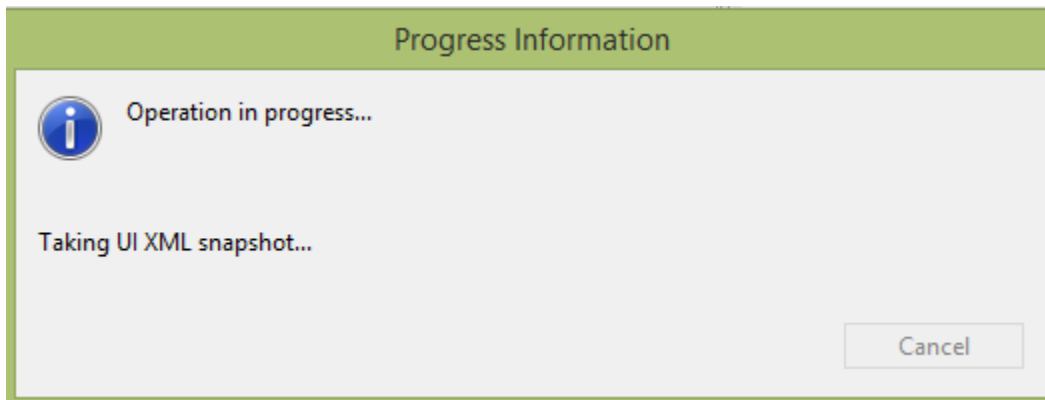 Progress Information
Operation in progress...
Taking UI XML snapshot...
Cancel